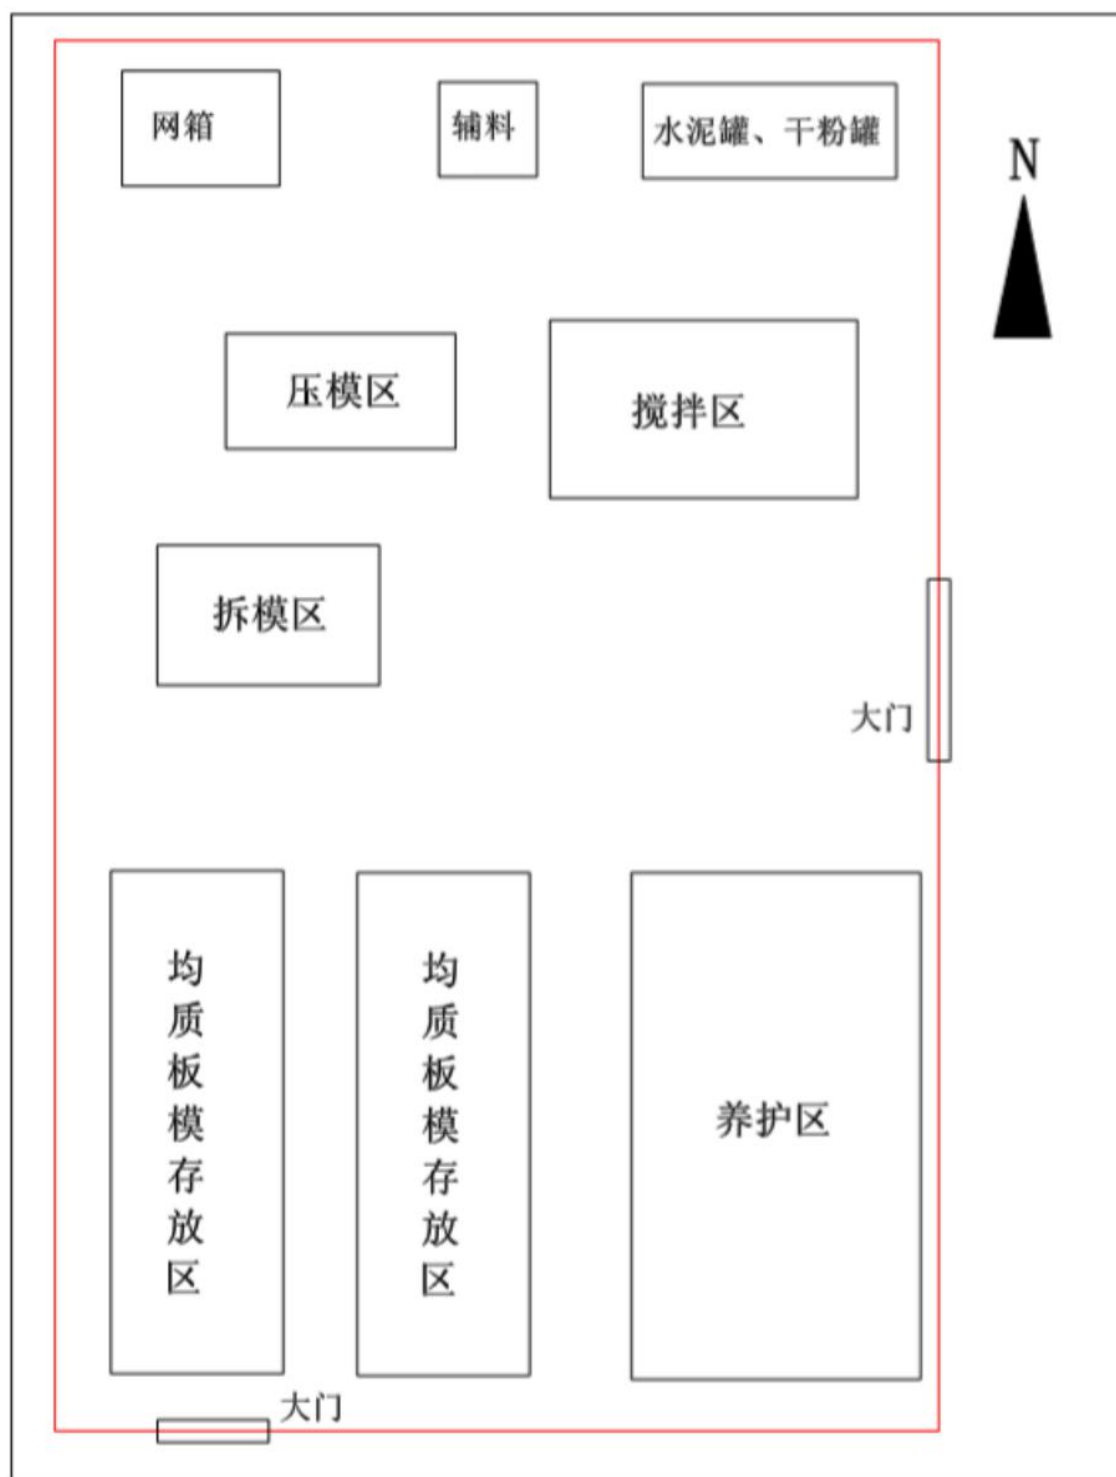 网箱
辅料
水泥罐、干粉罐
N
压模区
搅拌区
拆模区
大门
均质板模存放区
均质板模存放区
养护区
大门